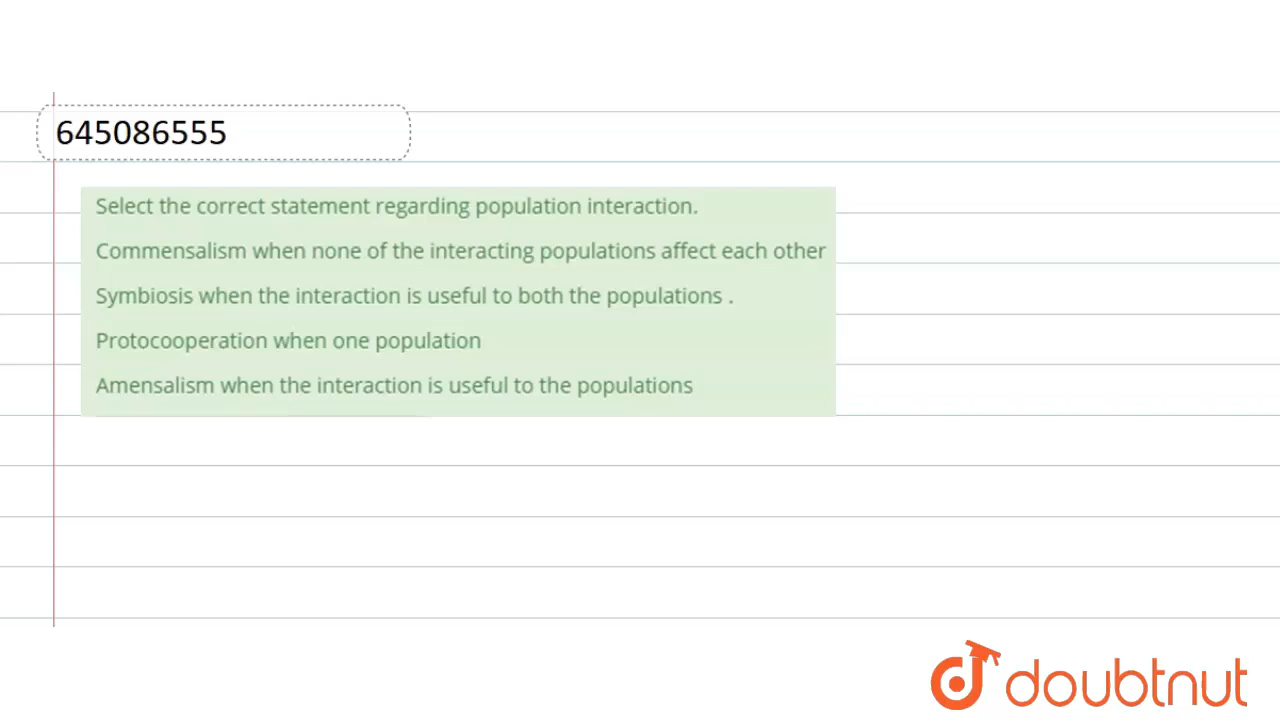 645086555
Select the correct statement regarding population interaction.
Commensalism when none of the interacting populations affect each other
Symbiosis when the interaction is useful to both the populations .
Protocooperation when one population
Amensalism when the interaction is useful to the populations
doubtnut